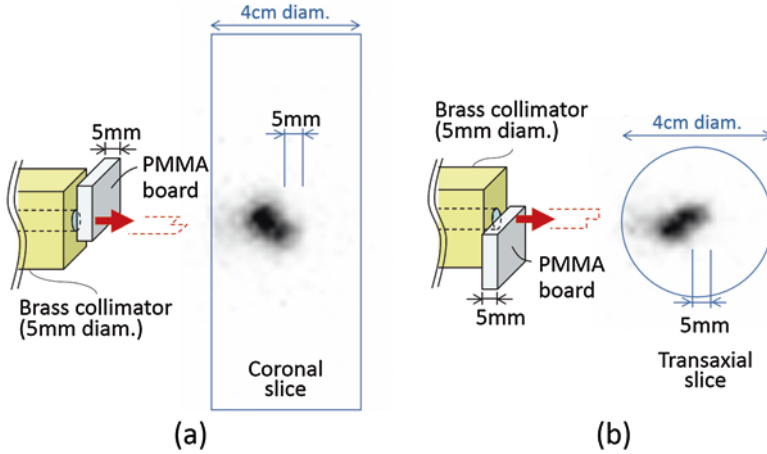 4cm diam.
5mm
5mm
PMMA
board
Brass collimator
(5mm diam.)
Coronal
slice
(a)
Brass collimator
(5mm diam.)
4cm diam.
PMMA
board
5mm
5mm
Transaxial
slice
(b)